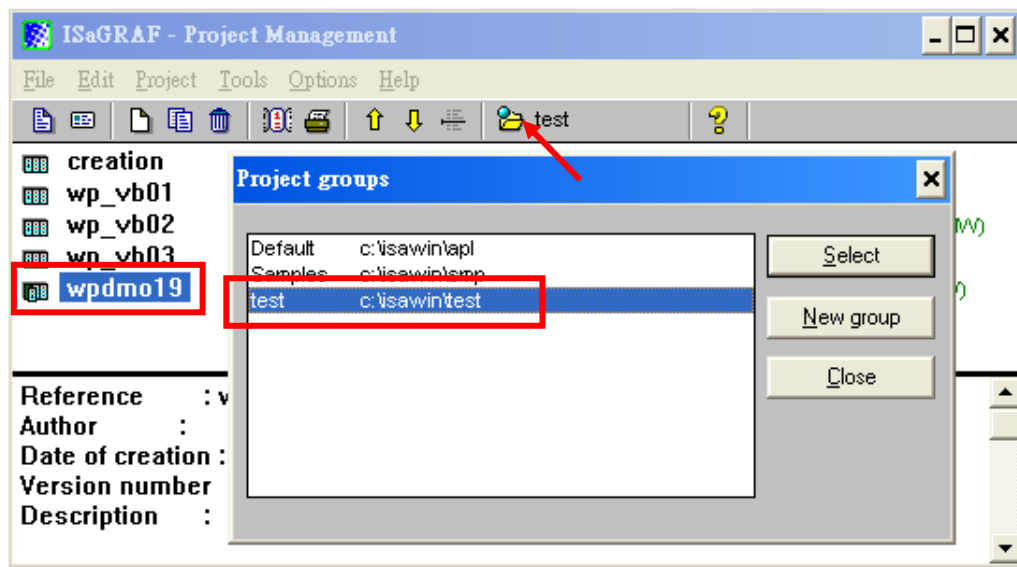 ISaGRAF - Project Management
File Edit Project Tools Options Help
test
creation
wp_vb01
wp_vb02
wp_vb03
wpdmo19
Project groups
Default c:\isawin\apl
Samples c:\isawin\smp
test c:\isawin\test
Select
New group
Close
Reference :
Author :
Date of creation :
Version number
Description :